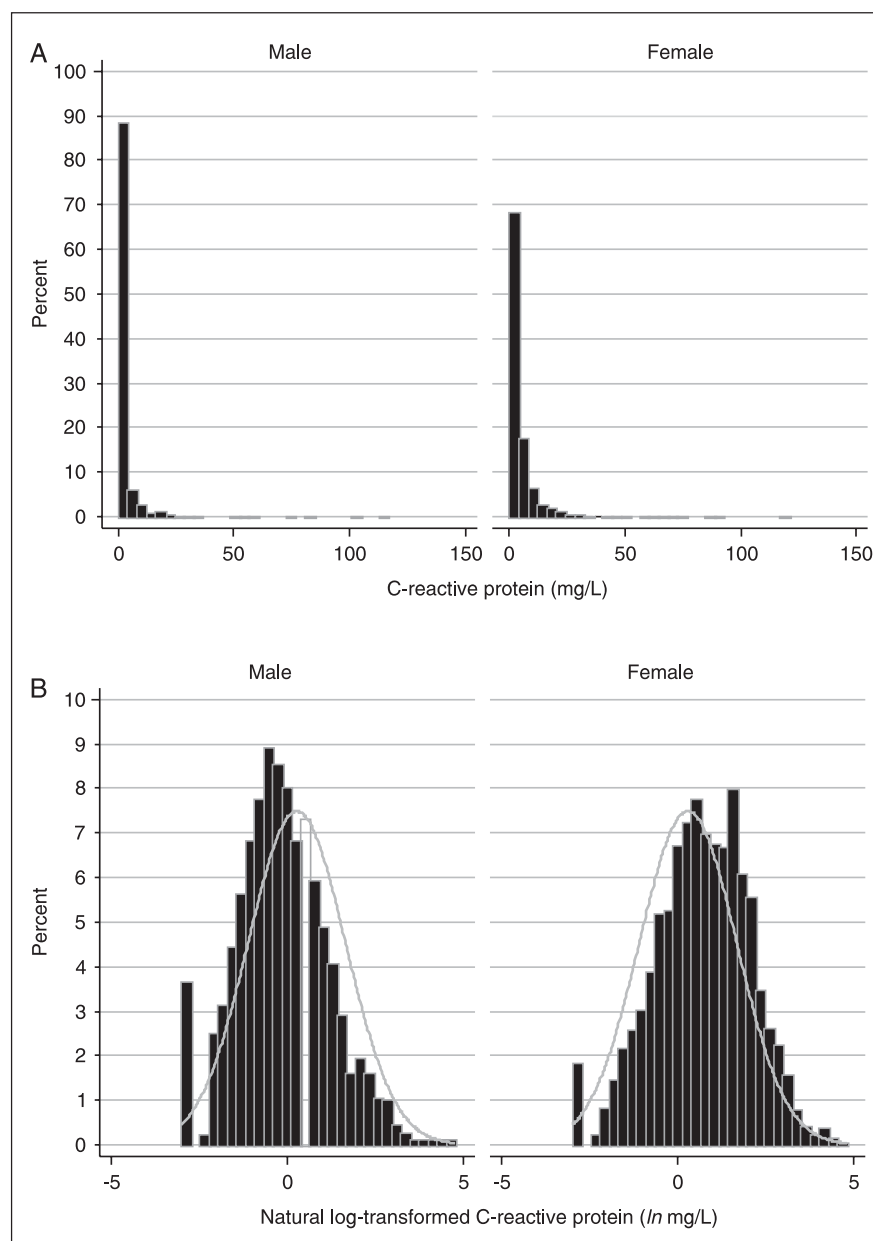 A
Male Female
100
90
80
70
60
50
40
30
20
10
0
Percent
0 50 100 150 0 50 100 150
C-reactive protein (mg/L)
B
Male Female
10
9
8
7
6
5
4
3
2
1
0
Percent
-5 0 5 -5 0 5
Natural log-transformed C-reactive protein (ln mg/L)